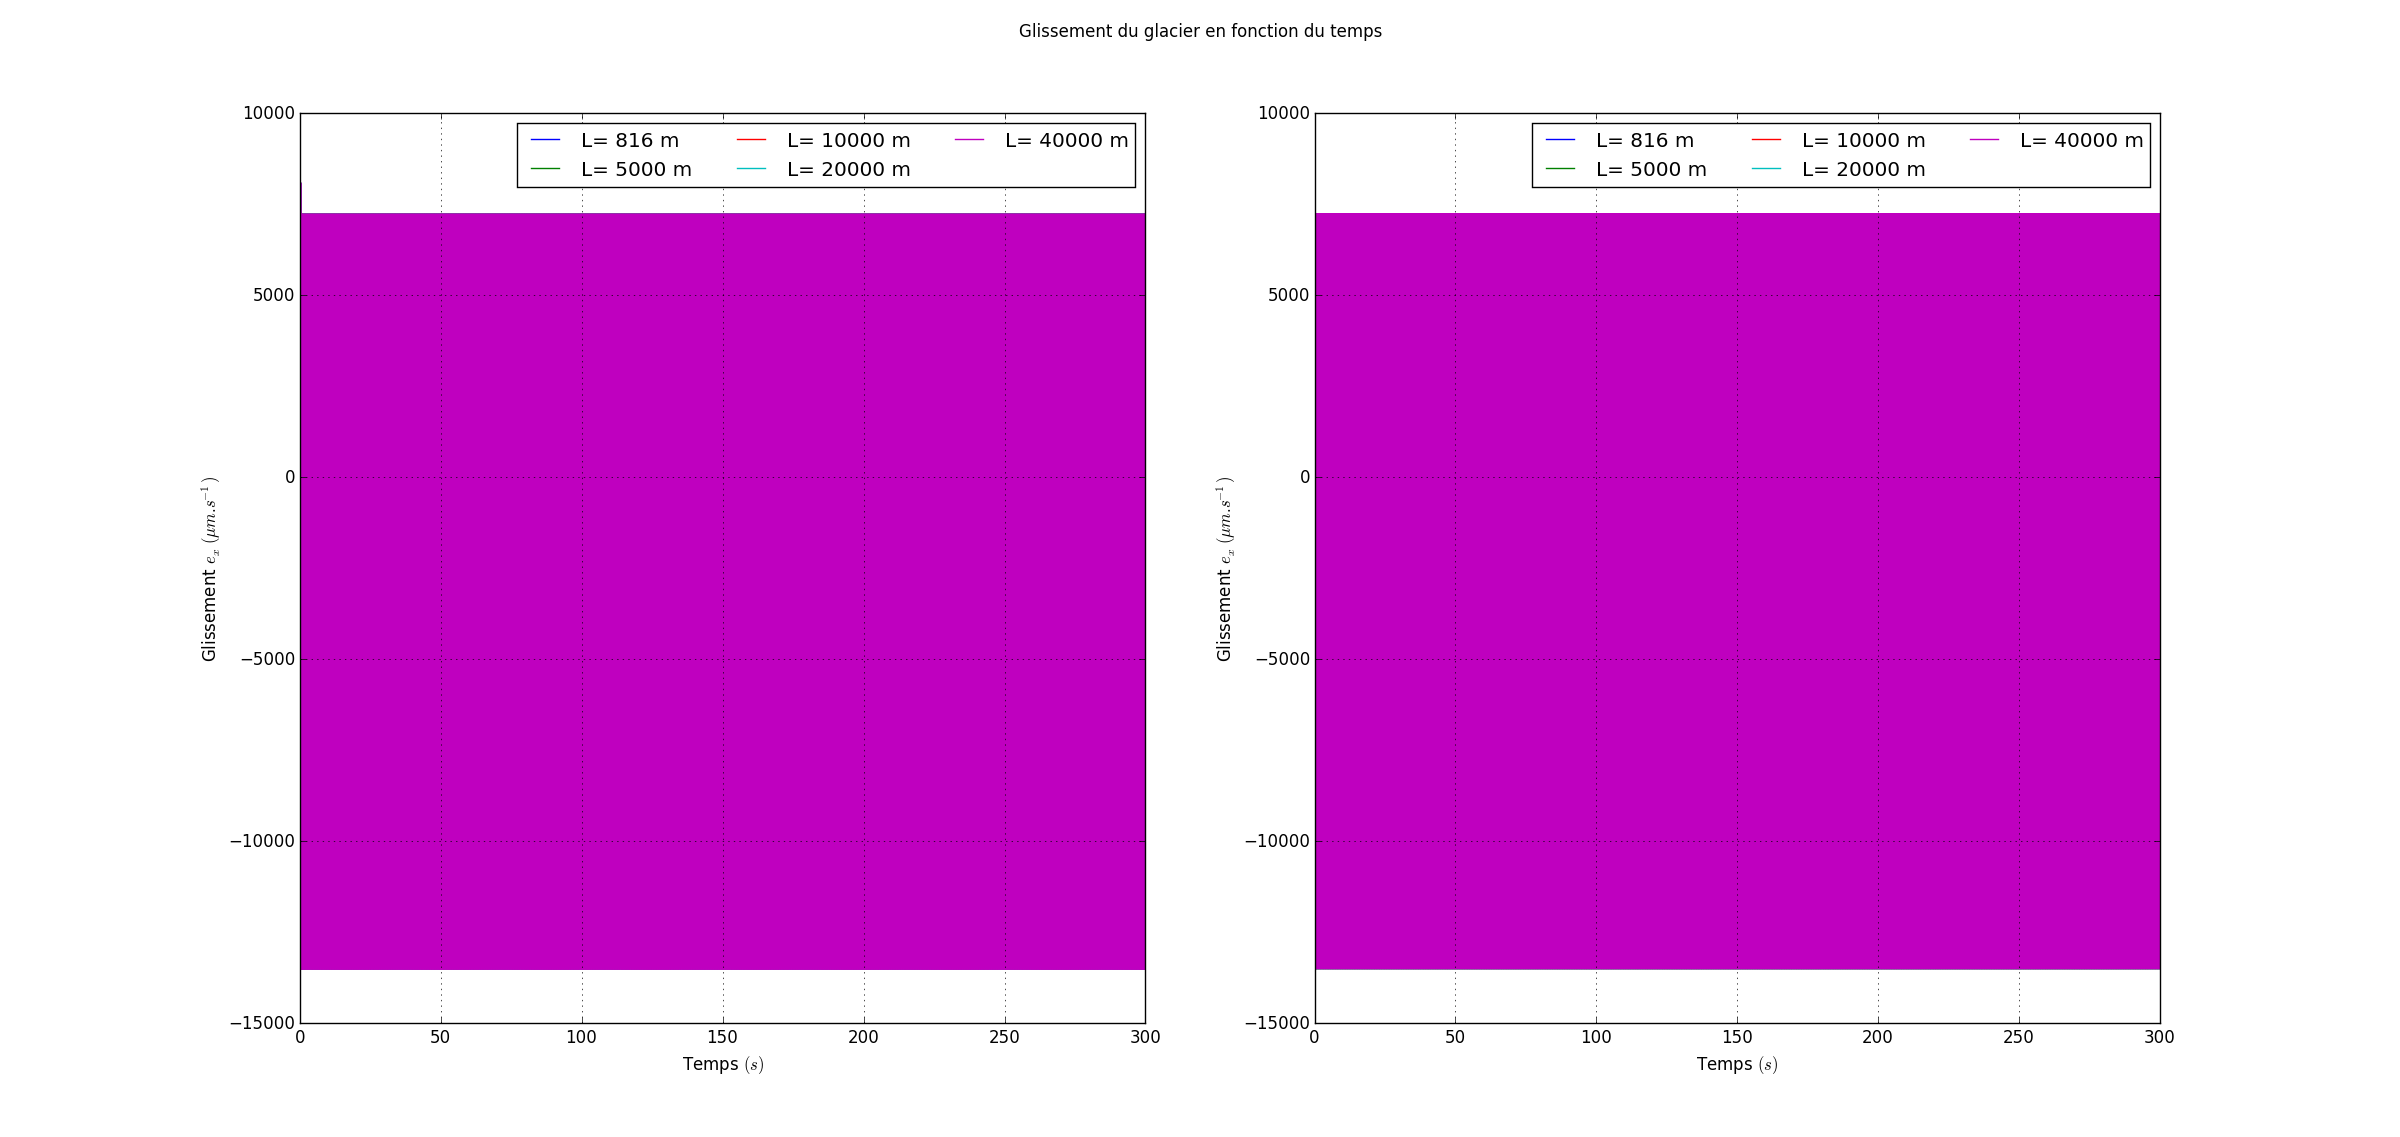 Glissement du glacier en fonction du temps
10000
5000
0
−5000
−10000
−15000
Glissement eₓ (μm.s⁻¹)
L= 816 m
L= 5000 m
L= 10000 m
L= 20000 m
L= 40000 m
0 50 100 150 200 250 300
Temps (s)
10000
5000
0
−5000
−10000
−15000
Glissement eₓ (μm.s⁻¹)
L= 816 m
L= 5000 m
L= 10000 m
L= 20000 m
L= 40000 m
0 50 100 150 200 250 300
Temps (s)